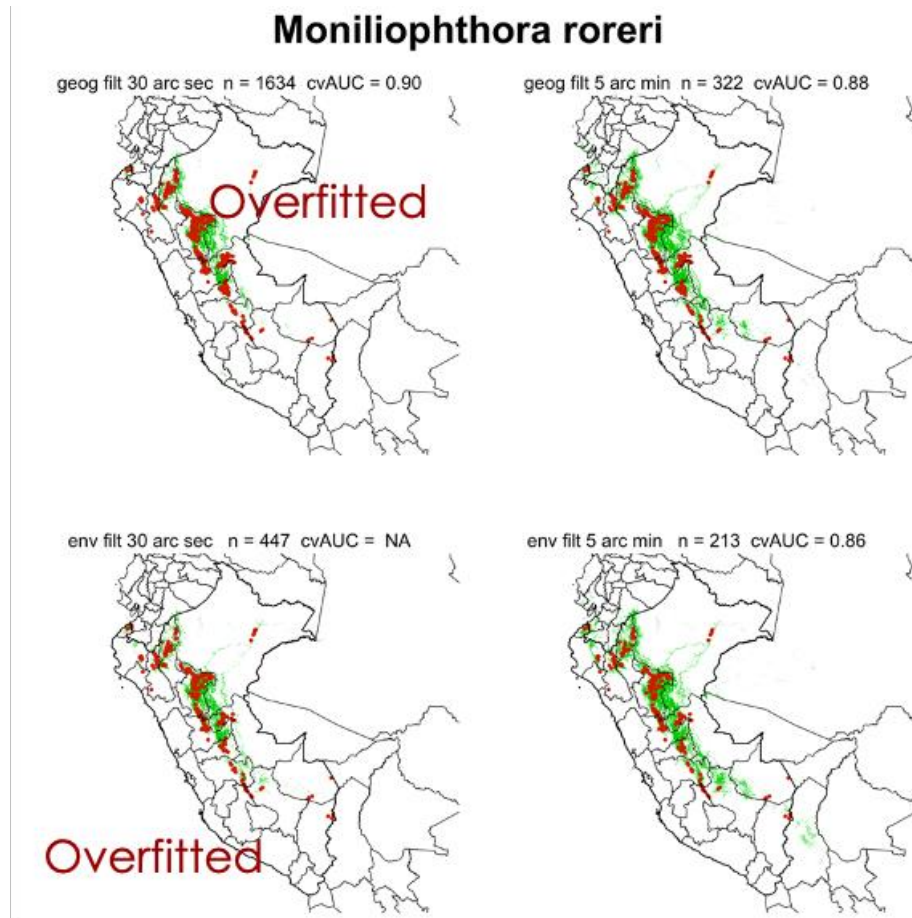 Moniliophthora roreri
geog filt 30 arc sec n = 1634 cvAUC = 0.90
geog filt 5 arc min n = 322 cvAUC = 0.88
Overfitted
env filt 30 arc sec n = 447 cvAUC = NA
env filt 5 arc min n = 213 cvAUC = 0.86
Overfitted